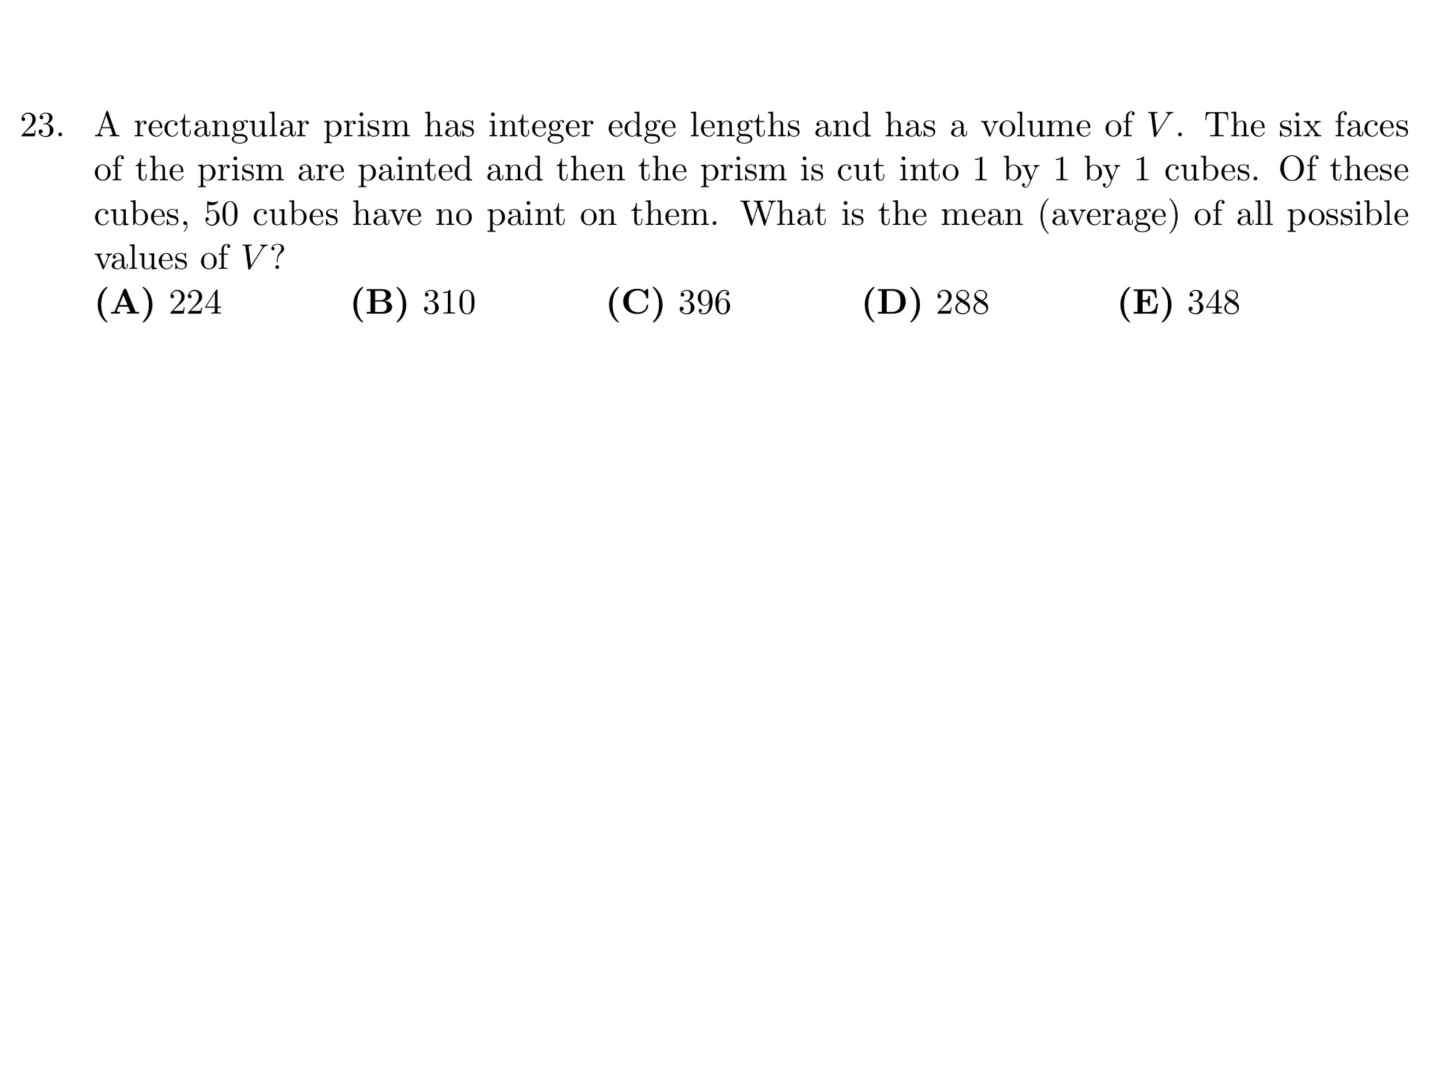 23. A rectangular prism has integer edge lengths and has a volume of V. The six faces
of the prism are painted and then the prism is cut into 1 by 1 by 1 cubes. Of these
cubes, 50 cubes have no paint on them. What is the mean (average) of all possible
values of V?
(A) 224 (B) 310 (C) 396 (D) 288 (E) 348